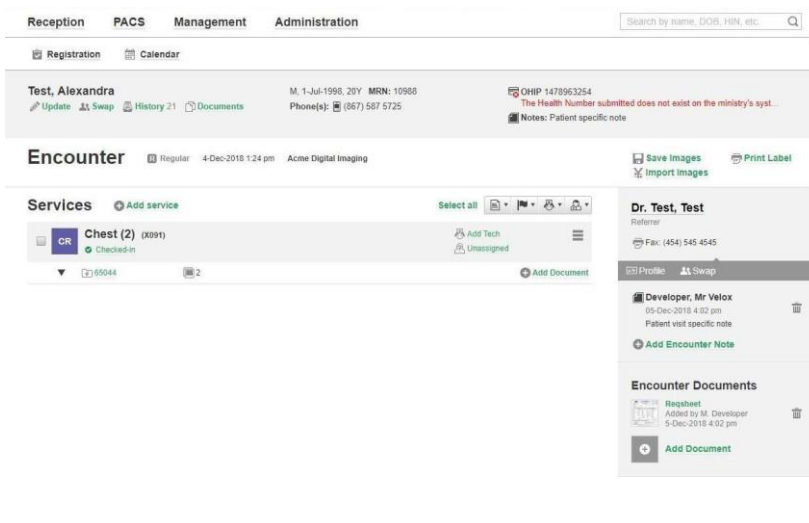 Reception PACS Management Administration
Search by name, DOB, HIN, etc.
Registration Calendar
Test, Alexandra
Update Swap History 21 Documents
M, 1-Jul-1998, 20Y MRN: 10988
Phone(s): (867) 587 5725
OHIP 1478963254
The Health Number submitted does not exist on the ministry's syst...
Notes: Patient specific note
Encounter R Regular 4-Dec-2018 1:24 pm Acme Digital Imaging
Save Images Print Label
Import Images
Services Add service
Select all
CR Chest (2) (X091)
Checked-in
Add Tech
Unassigned
65044 2 Add Document
Dr. Test, Test
Referrer
Fax: (454) 545 4545
Profile Swap
Developer, Mr Velox
05-Dec-2018 4:02 pm
Patient visit specific note
Add Encounter Note
Encounter Documents
Reqsheet
Added by M. Developer
5-Dec-2018 4:02 pm
Add Document